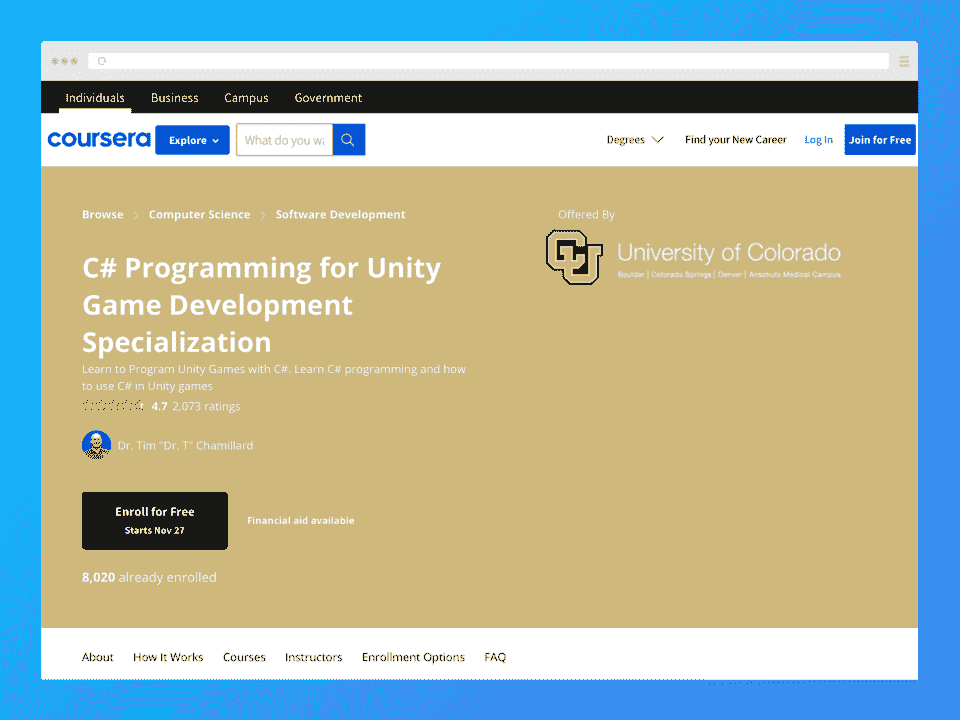 Individuals Business Campus Government
coursera Explore What do you wa Degrees Find your New Career Log In Join for Free
Browse Computer Science Software Development
Offered By
C# Programming for Unity
Game Development
Specialization
CU University of Colorado
Boulder | Colorado Springs | Denver | Anschutz Medical Campus
Learn to Program Unity Games with C#. Learn C# programming and how
to use C# in Unity games
4.7 2,073 ratings
Dr. Tim "Dr. T" Chamillard
Enroll for Free
Starts Nov 27
Financial aid available
8,020 already enrolled
About How It Works Courses Instructors Enrollment Options FAQ